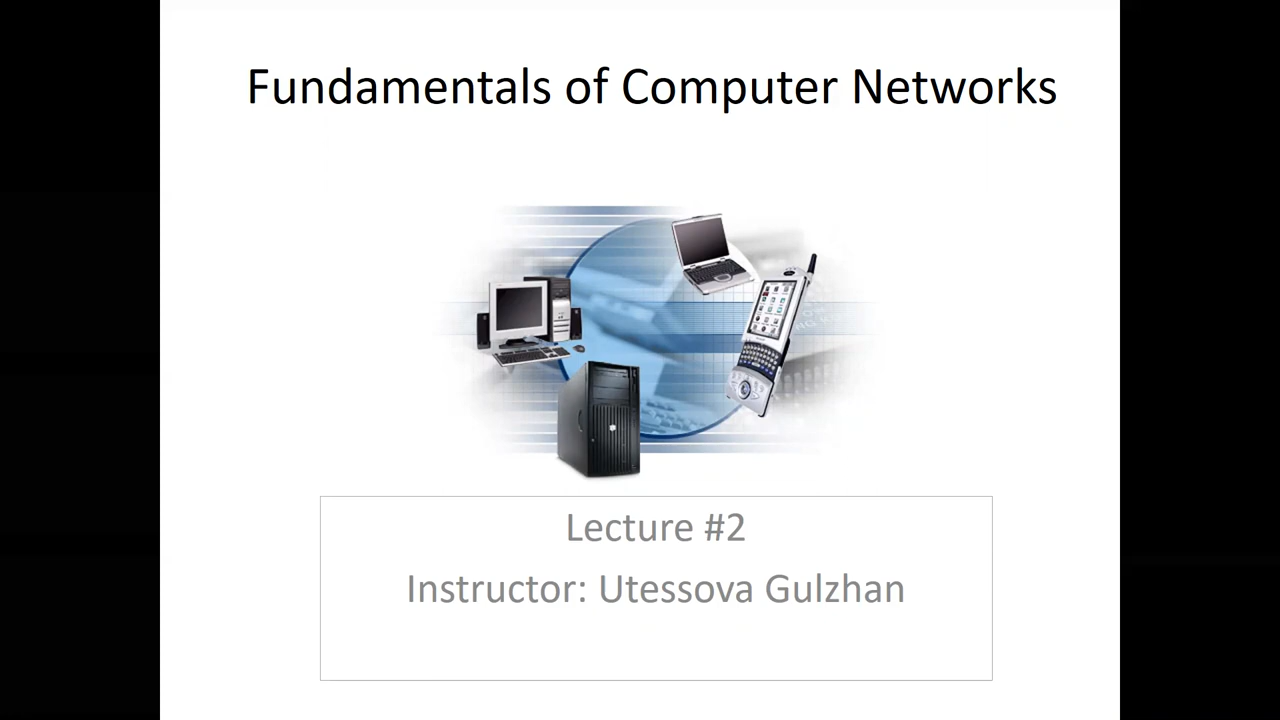 Fundamentals of Computer Networks
Lecture #2
Instructor: Utessova Gulzhan